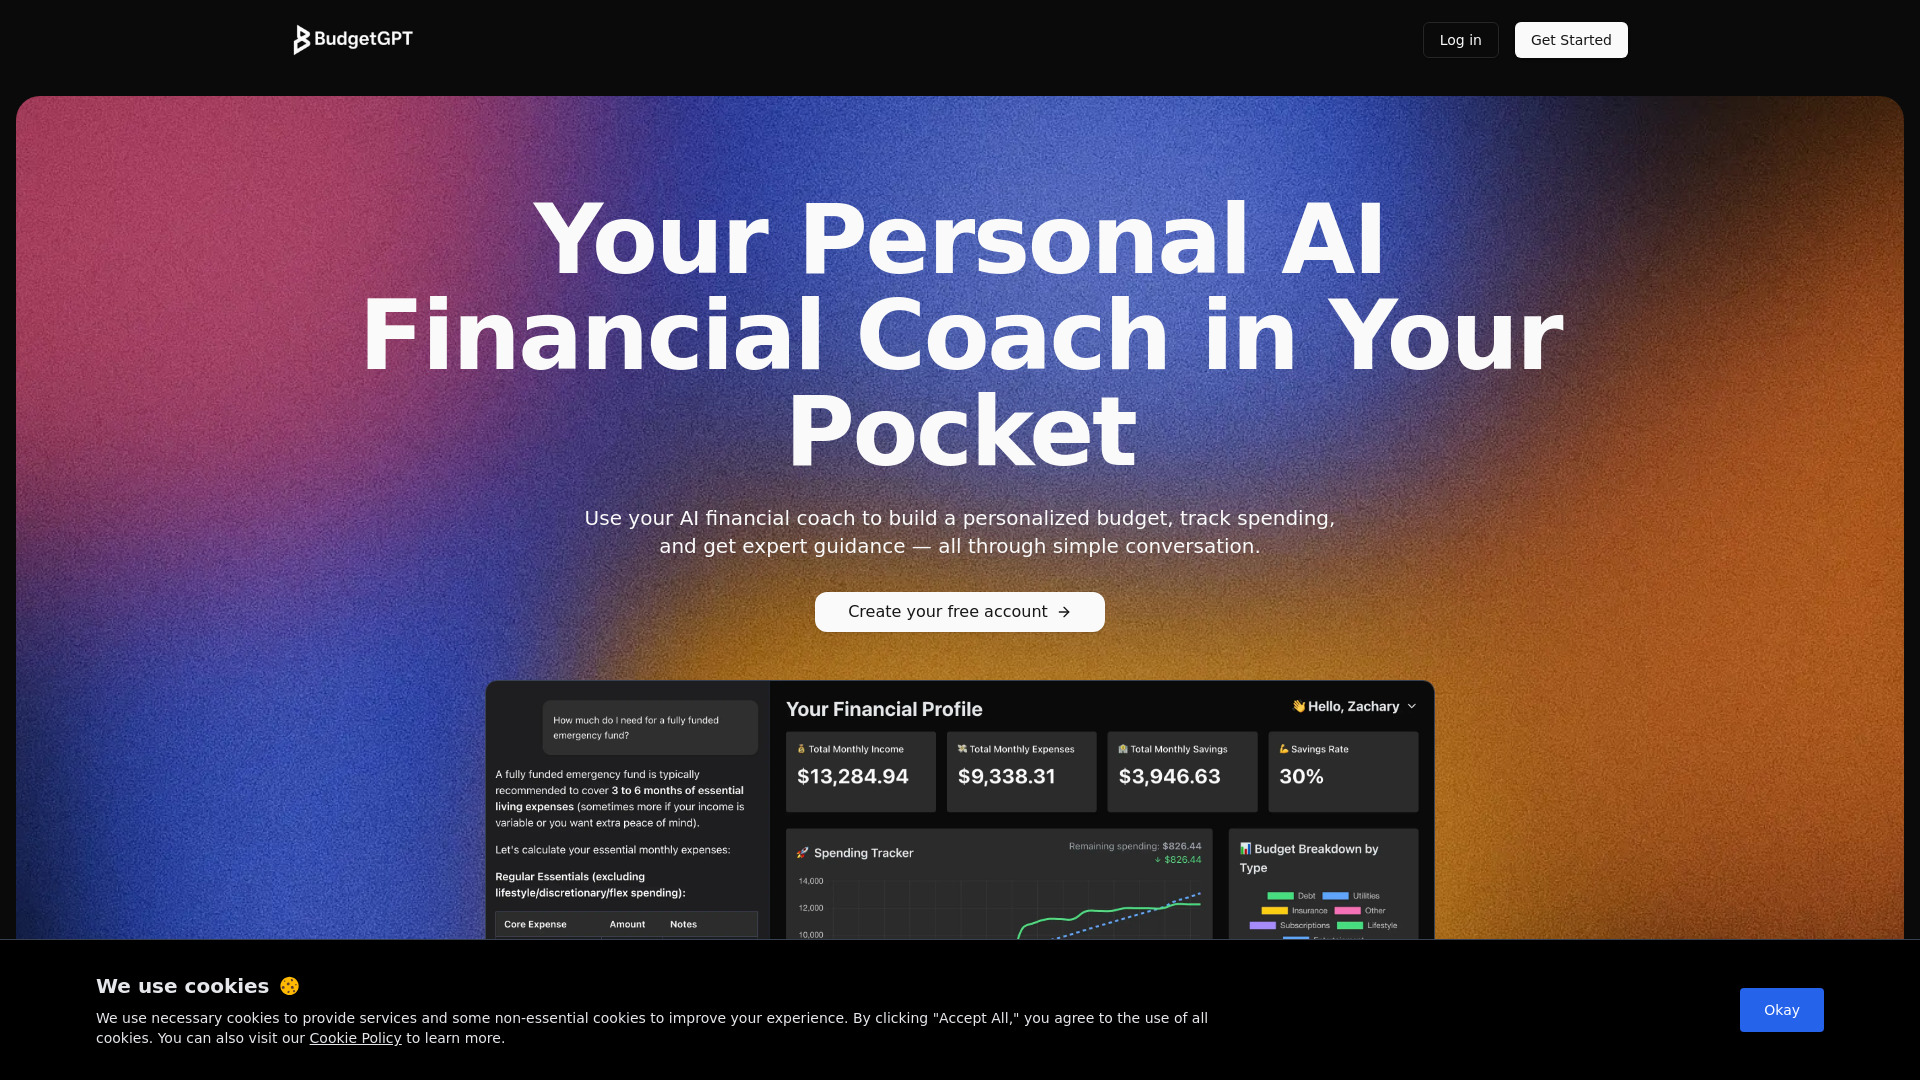 BudgetGPT
Log in
Get Started
Your Personal AI
Financial Coach in Your
Pocket
Use your AI financial coach to build a personalized budget, track spending,
and get expert guidance — all through simple conversation.
Create your free account →
How much do I need for a fully funded
emergency fund?
A fully funded emergency fund is typically
recommended to cover 3 to 6 months of essential
living expenses (sometimes more if your income is
variable or you want extra peace of mind).
Let's calculate your essential monthly expenses:
Regular Essentials (excluding
lifestyle/discretionary/flex spending):
Core Expense Amount Notes
Your Financial Profile
👋 Hello, Zachary
💰 Total Monthly Income
$13,284.94
💸 Total Monthly Expenses
$9,338.31
🏦 Total Monthly Savings
$3,946.63
💪 Savings Rate
30%
🚀 Spending Tracker
Remaining spending: $826.44
↓ $826.44
14,000
12,000
10,000
📊 Budget Breakdown by
Type
Debt Utilities
Insurance Other
Subscriptions Lifestyle
We use cookies 🍪
We use necessary cookies to provide services and some non-essential cookies to improve your experience. By clicking "Accept All," you agree to the use of all
cookies. You can also visit our Cookie Policy to learn more.
Okay